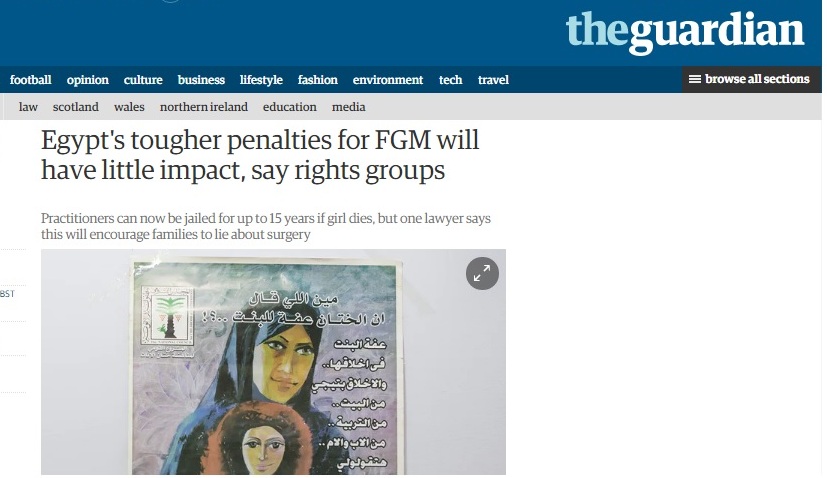 theguardian
football opinion culture business lifestyle fashion environment tech travel browse all sections
law scotland wales northern ireland education media
Egypt's tougher penalties for FGM will
have little impact, say rights groups
Practitioners can now be jailed for up to 15 years if girl dies, but one lawyer says
this will encourage families to lie about surgery
BST
مين اللي قال
ان الختان عفة للبنت ..؟!
عفة البنت
فى اخلاقها..
والاخلاق بتيجي
من البيت..
من التربية..
من الاب والام..
هتقولولي